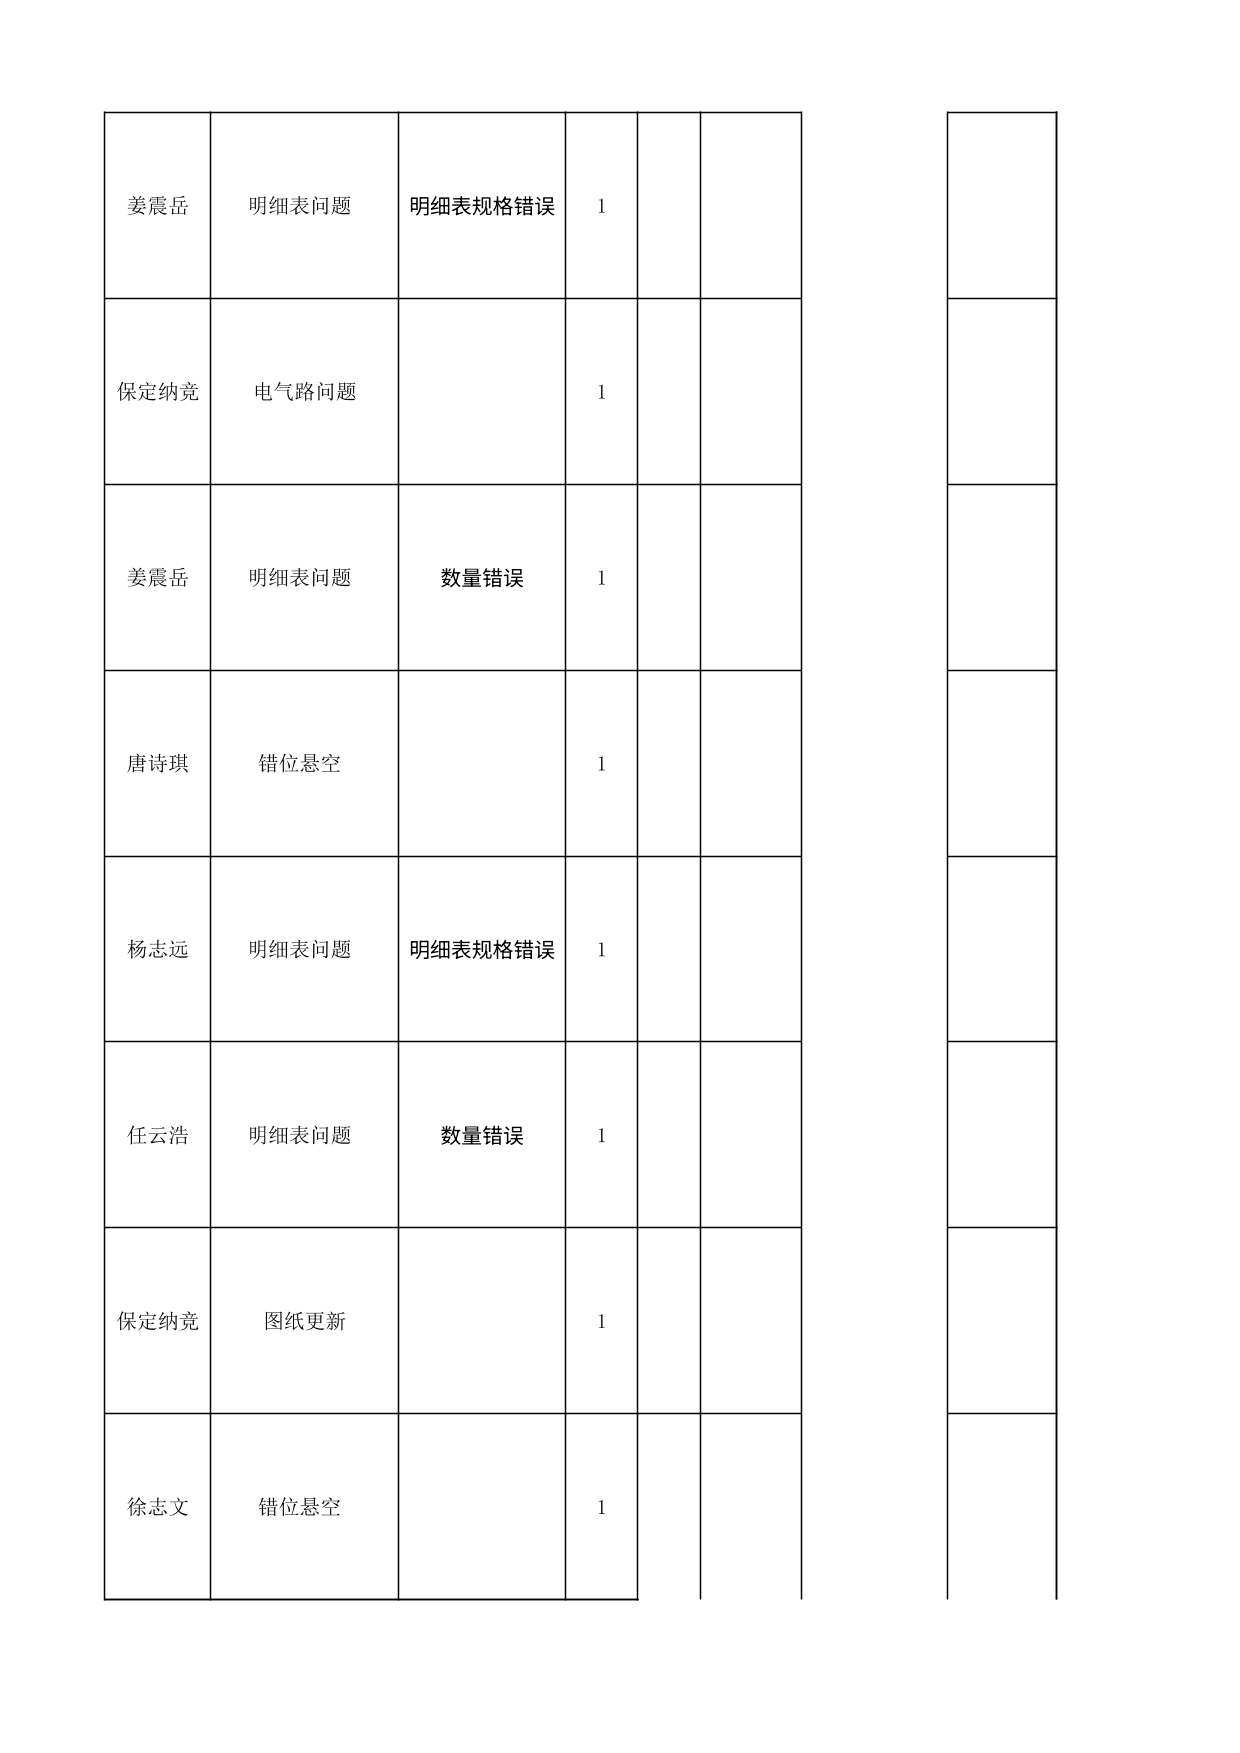 姜震岳 明细表问题 明细表规格错误 1
保定纳竞 电气路问题 1
姜震岳 明细表问题 数量错误 1
唐诗琪 错位悬空 1
杨志远 明细表问题 明细表规格错误 1
任云浩 明细表问题 数量错误 1
保定纳竞 图纸更新 1
徐志文 错位悬空 1